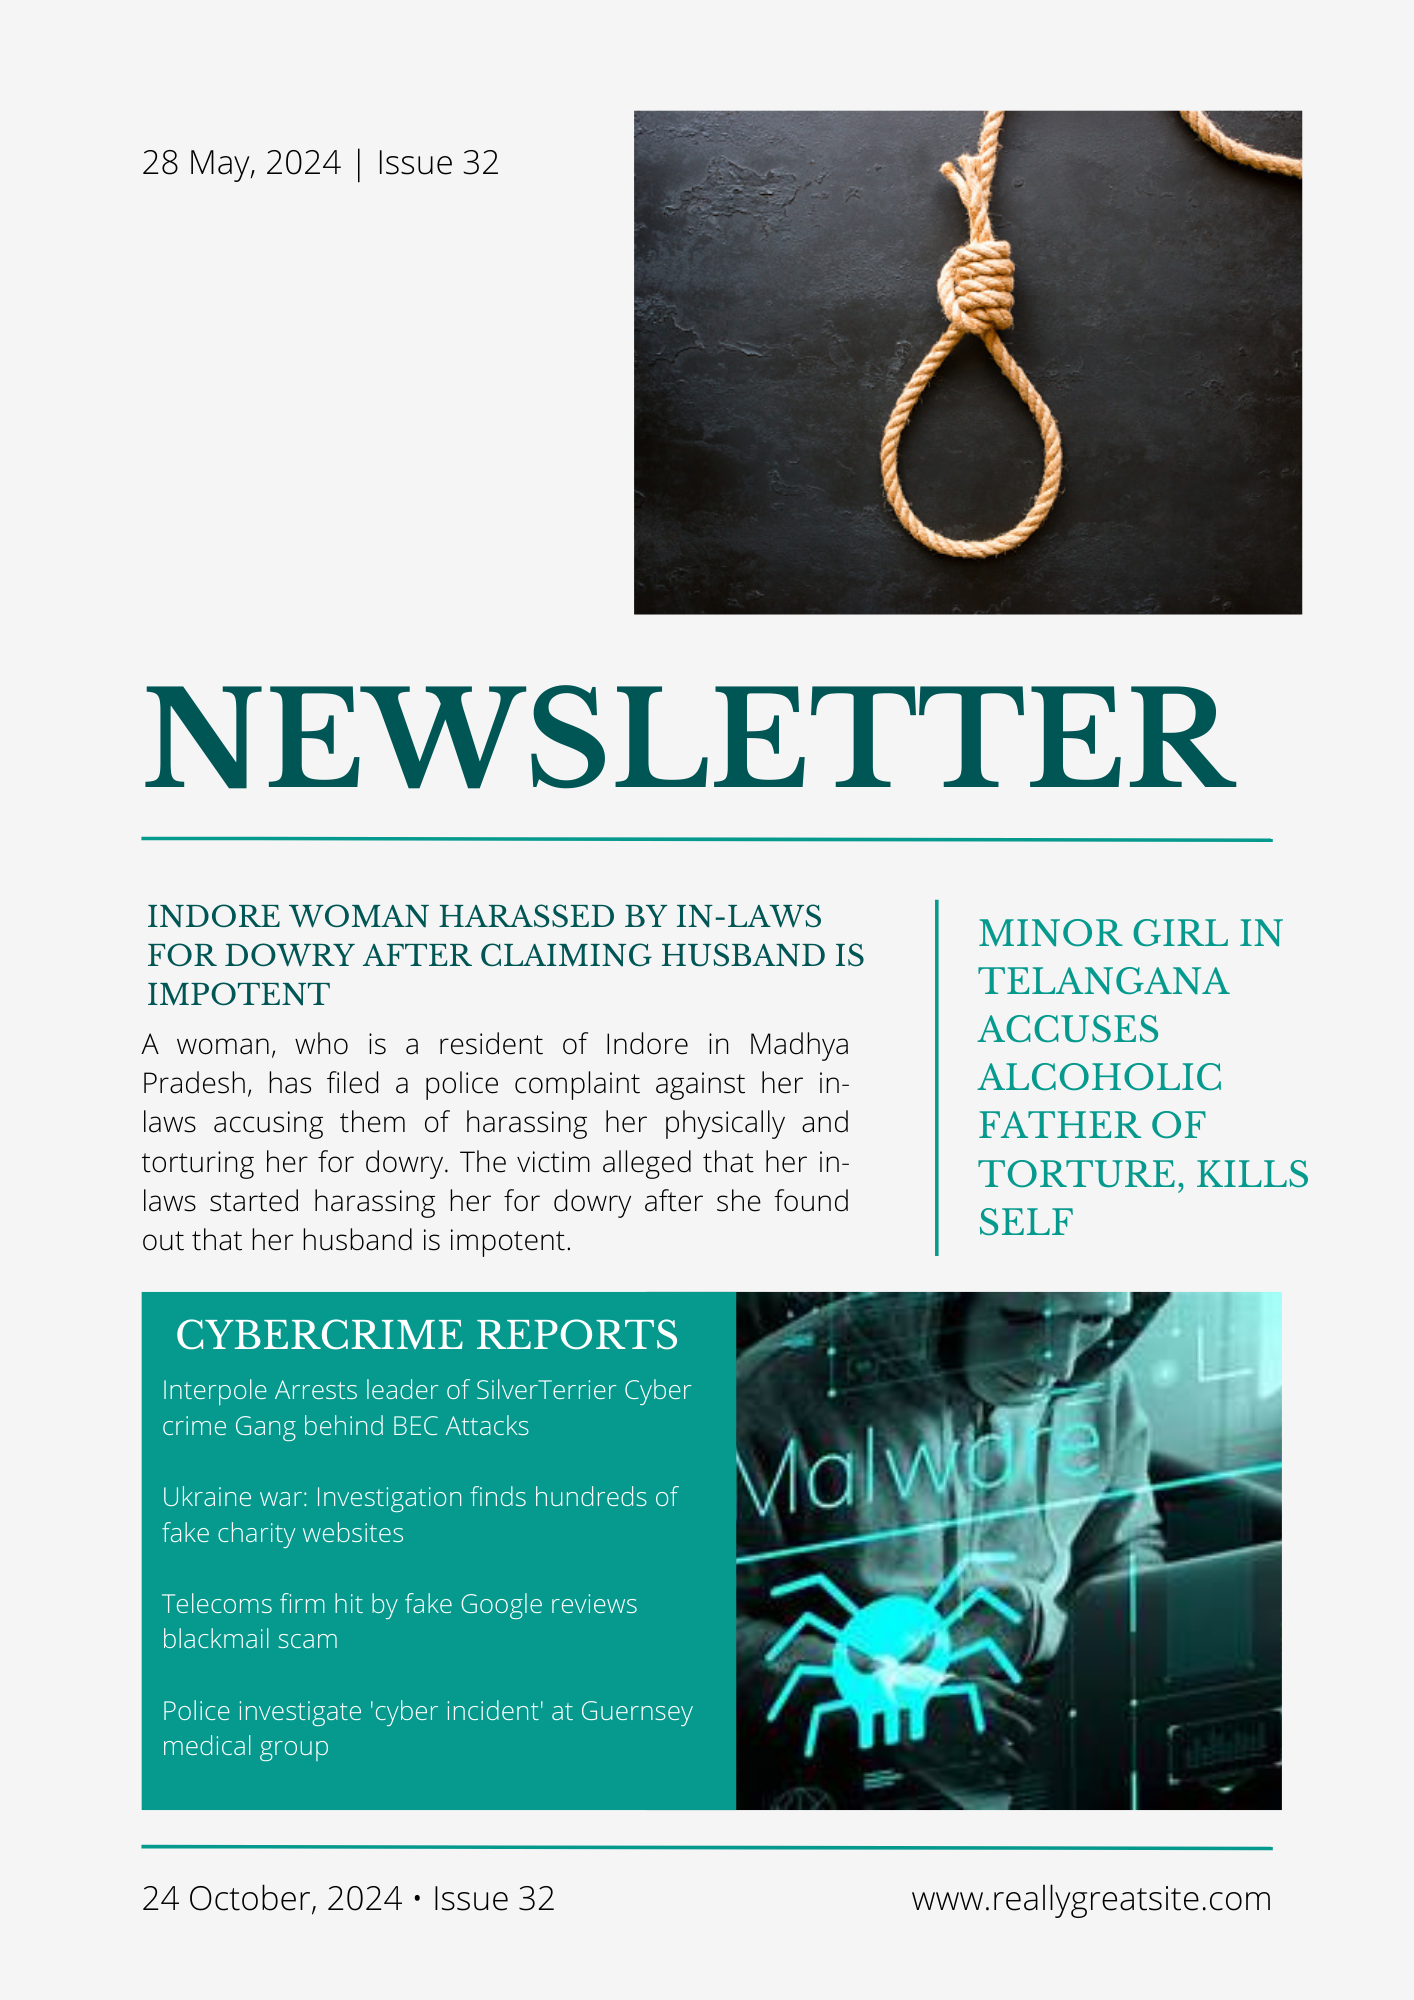 28 May, 2024 | Issue 32
NEWSLETTER
INDORE WOMAN HARASSED BY IN-LAWS
FOR DOWRY AFTER CLAIMING HUSBAND IS
IMPOTENT
A woman, who is a resident of Indore in Madhya
Pradesh, has filed a police complaint against her in-
laws accusing them of harassing her physically and
torturing her for dowry. The victim alleged that her in-
laws started harassing her for dowry after she found
out that her husband is impotent.
MINOR GIRL IN
TELANGANA
ACCUSES
ALCOHOLIC
FATHER OF
TORTURE, KILLS
SELF
CYBERCRIME REPORTS
Interpole Arrests leader of SilverTerrier Cyber
crime Gang behind BEC Attacks
Ukraine war: Investigation finds hundreds of
fake charity websites
Telecoms firm hit by fake Google reviews
blackmail scam
Police investigate 'cyber incident' at Guernsey
medical group
Malware
24 October, 2024 • Issue 32
www.reallygreatsite.com